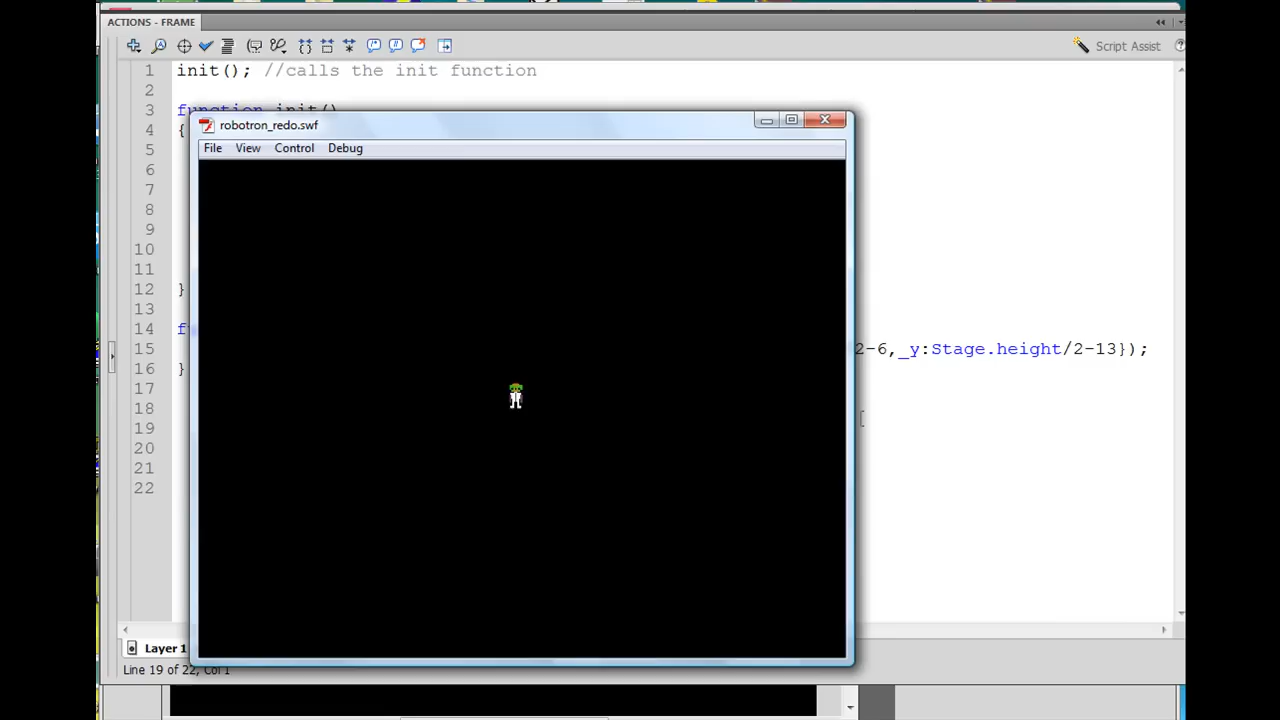 ACTIONS - FRAME
Script Assist
1 init(); //calls the init function
2
3 function init()
4 {
robotron_redo.swf
File View Control Debug
5
6
7
8
9
10
11
12 }
13
14 f
15 2-6,_y:Stage.height/2-13});
16 }
17
18
19
20
21
22
Layer 1
Line 19 of 22, Col 1